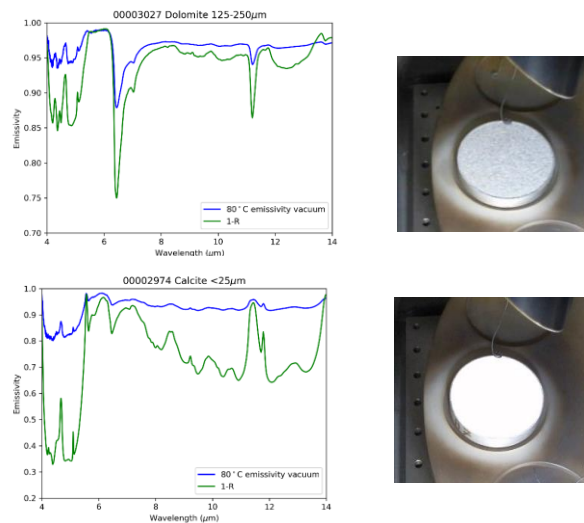 00003027 Dolomite 125-250μm
1.00
0.95
0.90
0.85
0.80
0.75
0.70
Emissivity
80°C emissivity vacuum
1-R
4 5 6 8 10 12 14
Wavelength (μm)
00002974 Calcite <25μm
1.0
0.9
0.8
0.7
0.6
0.5
0.4
0.3
0.2
Emissivity
80°C emissivity vacuum
1-R
4 6 8 10 12 14
Wavelength (μm)